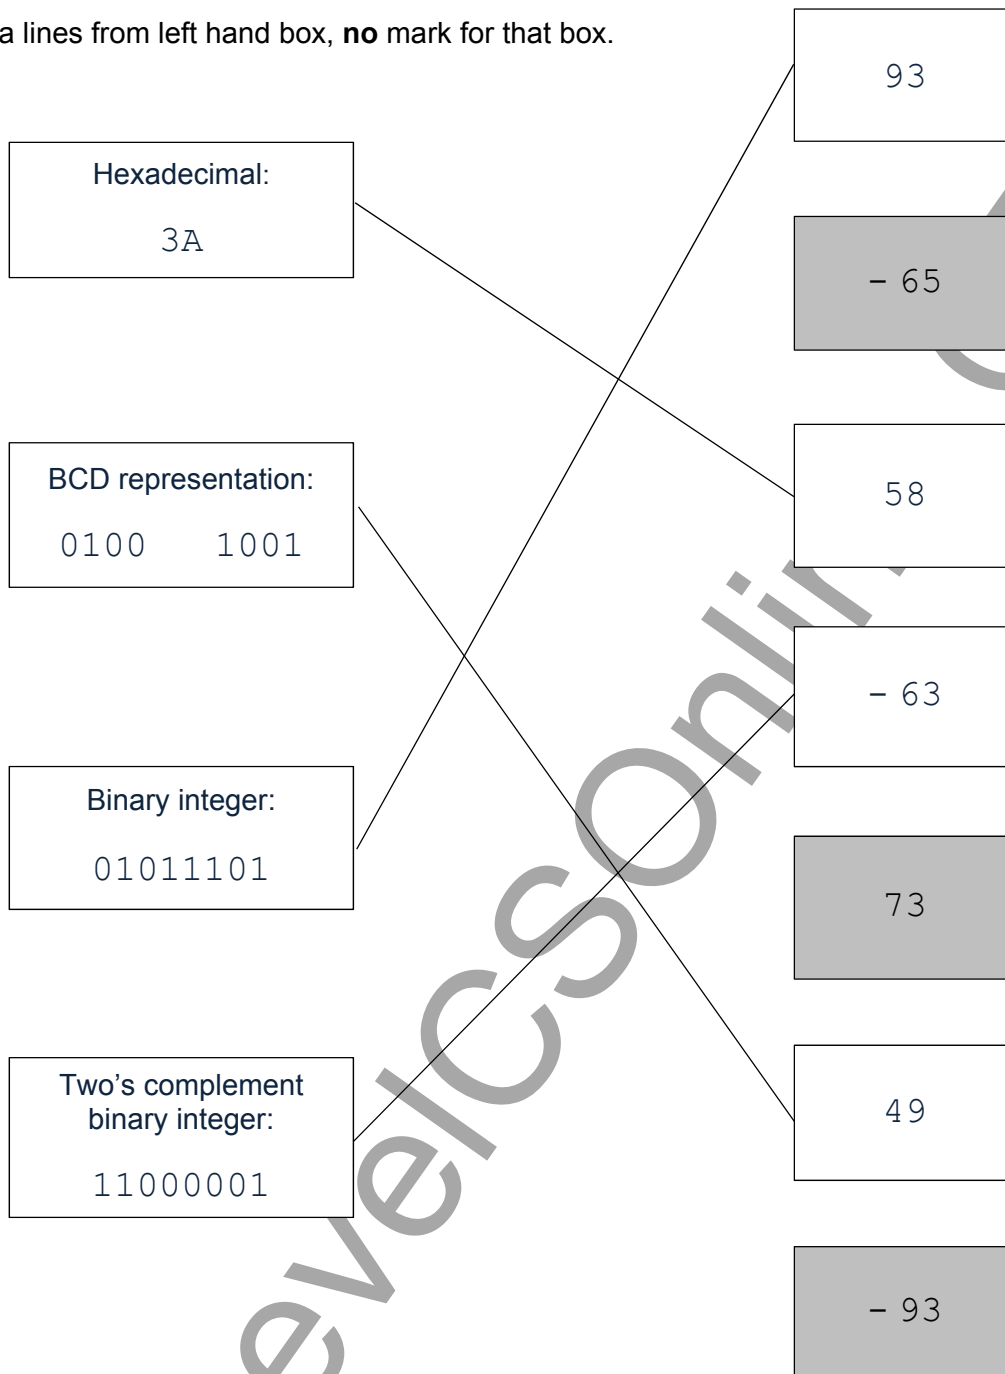 a lines from left hand box, no mark for that box.
93
Hexadecimal:
3A
- 65
BCD representation:
0100 1001
58
- 63
Binary integer:
01011101
73
Two's complement
binary integer:
11000001
49
- 93